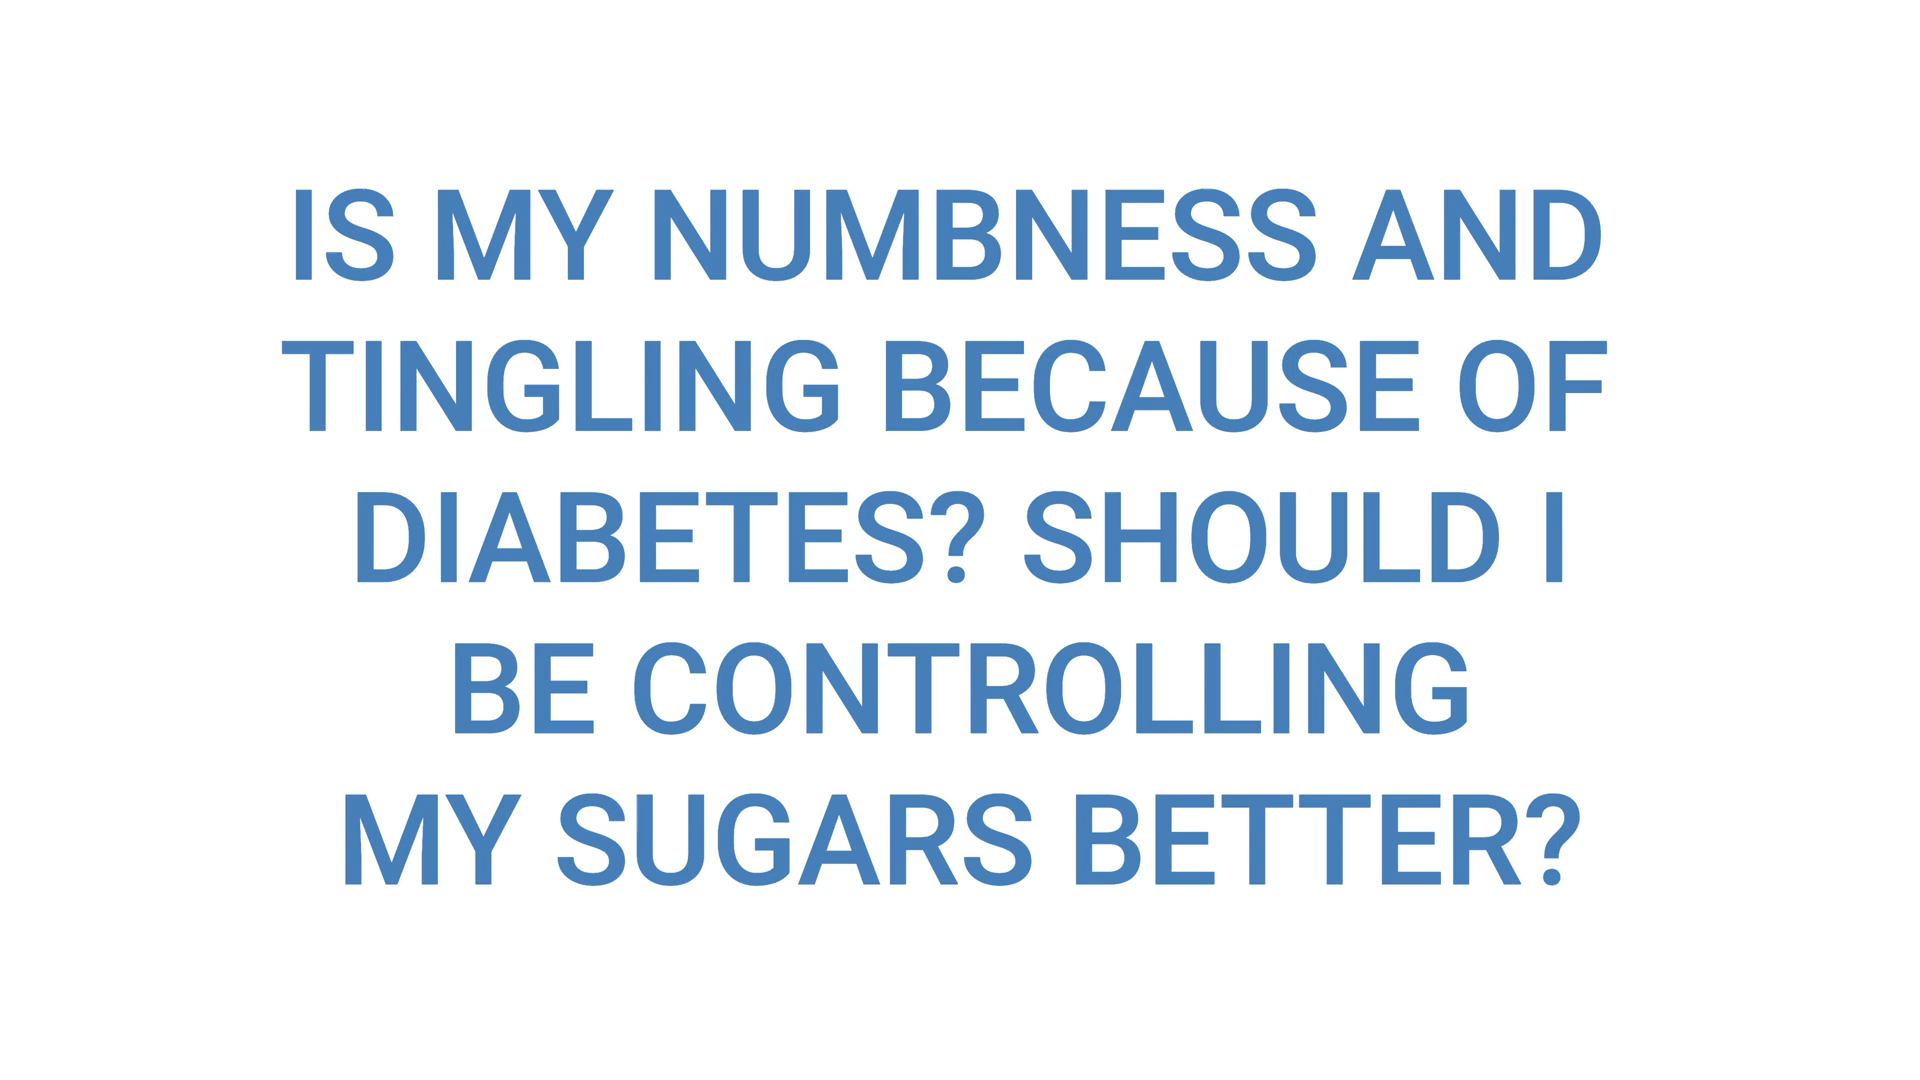 IS MY NUMBNESS AND
TINGLING BECAUSE OF
DIABETES? SHOULD I
BE CONTROLLING
MY SUGARS BETTER?